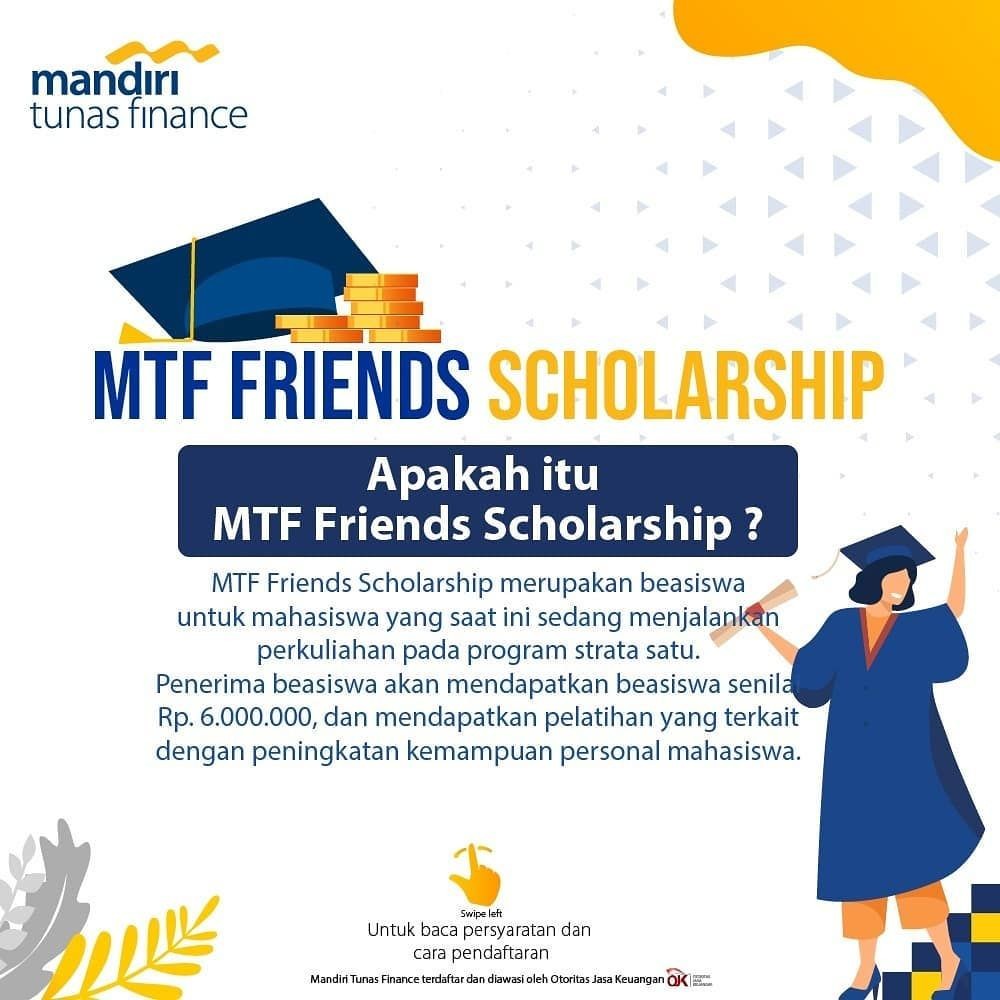 mandiri
tunas finance
MTF FRIENDS SCHOLARSHIP
Apakah itu
MTF Friends Scholarship ?
MTF Friends Scholarship merupakan beasiswa
untuk mahasiswa yang saat ini sedang menjalankan
perkuliahan pada program strata satu.
Penerima beasiswa akan mendapatkan beasiswa senilai
Rp. 6.000.000, dan mendapatkan pelatihan yang terkait
dengan peningkatan kemampuan personal mahasiswa.
Swipe left
Untuk baca persyaratan dan
cara pendaftaran
Mandiri Tunas Finance terdaftar dan diawasi oleh Otoritas Jasa Keuangan OJK
OTORITAS
JASA
KEUANGAN